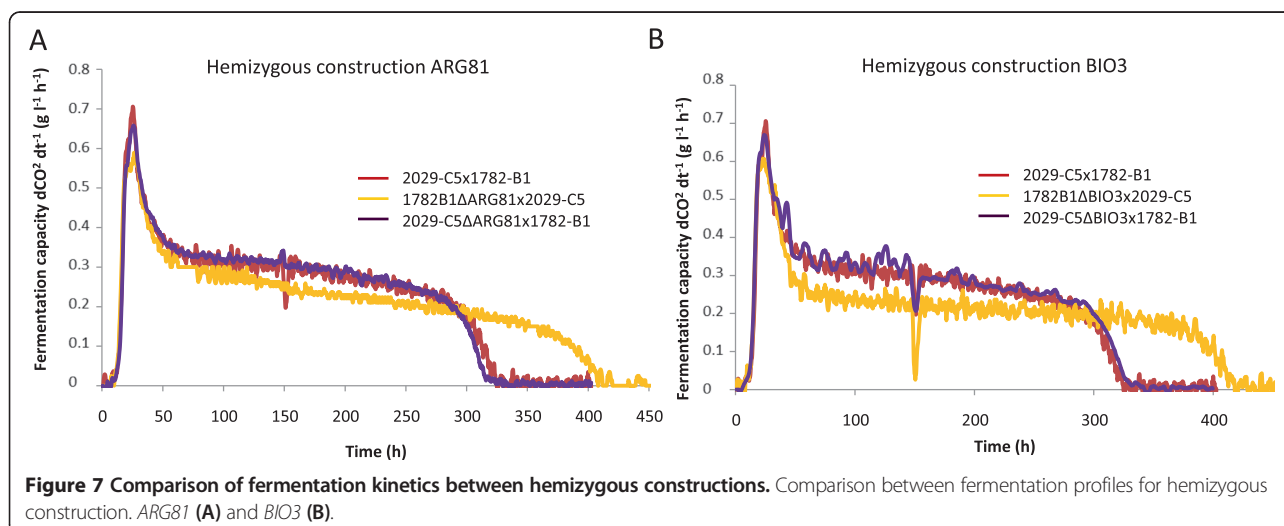 A
Hemizygous construction ARG81
Fermentation capacity dCO² dt⁻¹ (g l⁻¹ h⁻¹)
0.8
0.7
0.6
0.5
0.4
0.3
0.2
0.1
0
2029-C5x1782-B1
1782B1ΔARG81x2029-C5
2029-C5ΔARG81x1782-B1
0 50 100 150 200 250 300 350 400 450
Time (h)
B
Hemizygous construction BIO3
Fermentation capacity dCO² dt⁻¹ (g l⁻¹ h⁻¹)
0.8
0.7
0.6
0.5
0.4
0.3
0.2
0.1
0
2029-C5x1782-B1
1782B1ΔBIO3x2029-C5
2029-C5ΔBIO3x1782-B1
0 100 200 300 400
Time (h)
Figure 7 Comparison of fermentation kinetics between hemizygous constructions. Comparison between fermentation profiles for hemizygous
construction. ARG81 (A) and BIO3 (B).